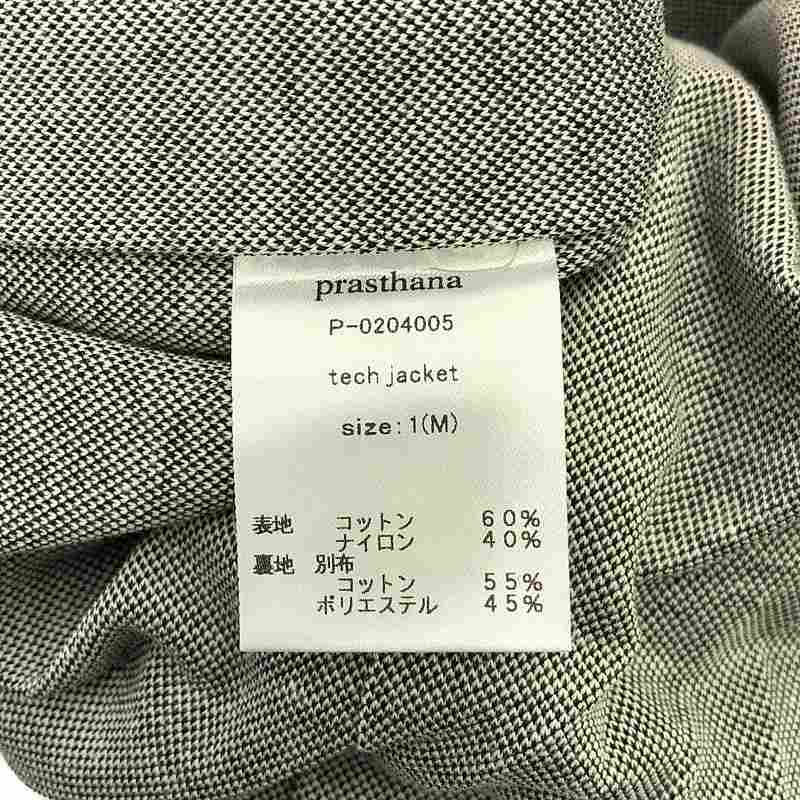 prasthana
P-0204005
tech jacket
size:1(M)
表地 コットン 60%
ナイロン 40%
裏地 別布
コットン 55%
ポリエステル 45%